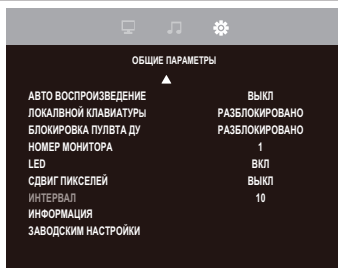 ОБЩИЕ ПАРАМЕТРЫ
АВТО ВОСПРОИЗВЕДЕНИЕ ВЫКЛ
ЛОКАЛВНОЙ КЛАВИАТУРЫ РАЗБЛОКИРОВАНО
БЛОКИРОВКА ПУЛВТА ДУ РАЗБЛОКИРОВАНО
НОМЕР МОНИТОРА 1
LED ВКЛ
СДВИГ ПИКСЕЛЕЙ ВЫКЛ
ИНТЕРВАЛ 10
ИНФОРМАЦИЯ
ЗАВОДСКИМ НАСТРОЙКИ